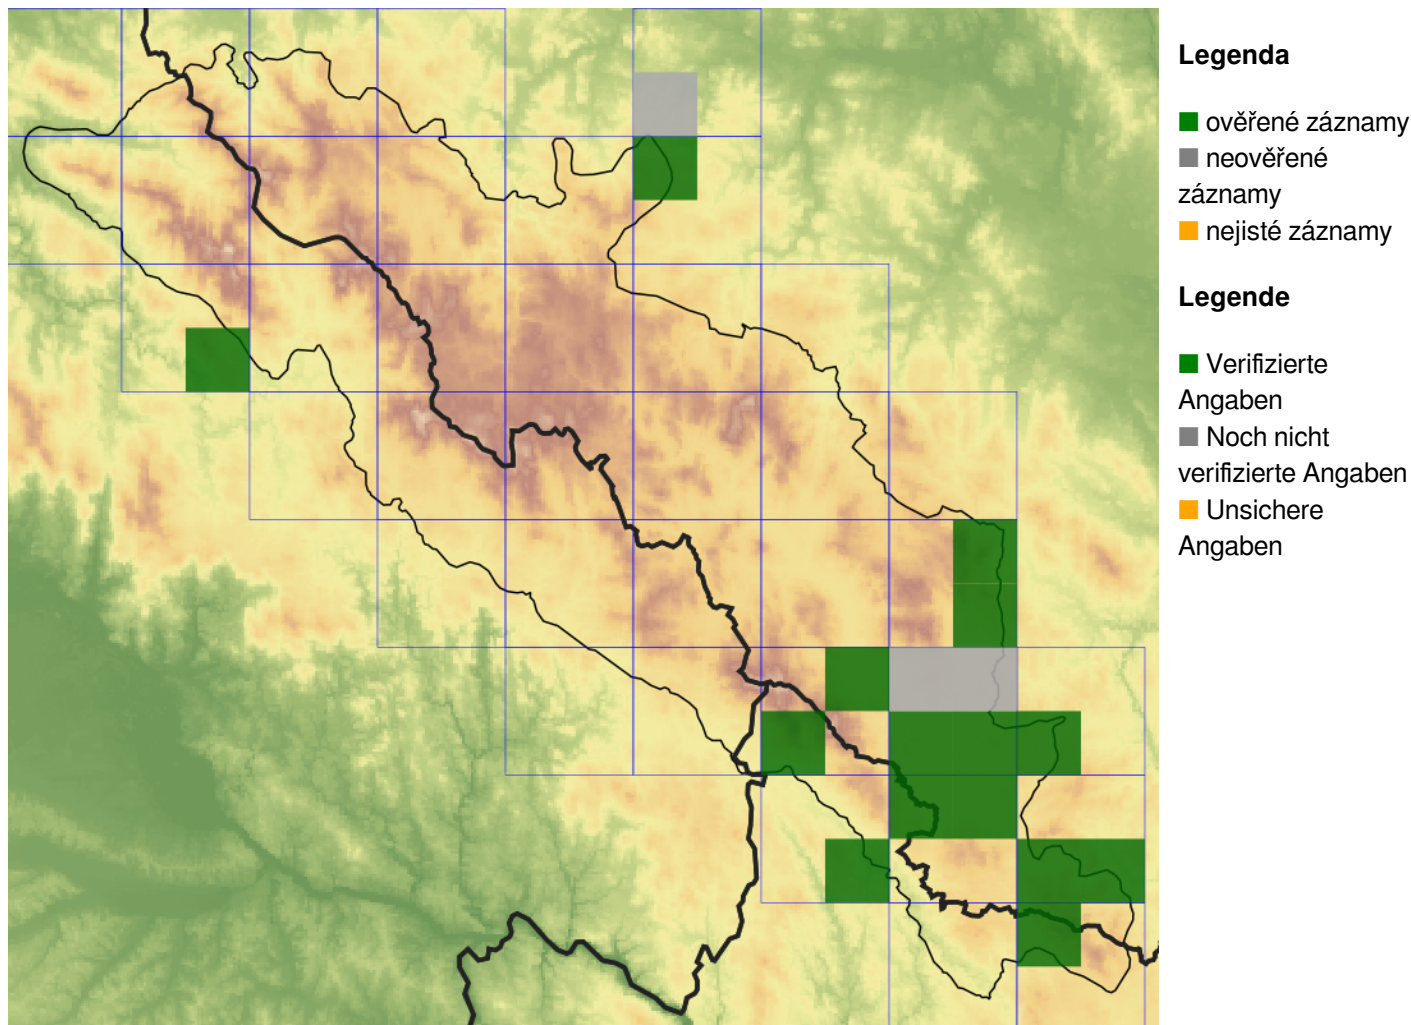 Legenda
ověřené záznamy
neověřené
záznamy
nejisté záznamy
Legende
Verifizierte
Angaben
Noch nicht
verifizierte Angaben
Unsichere
Angaben